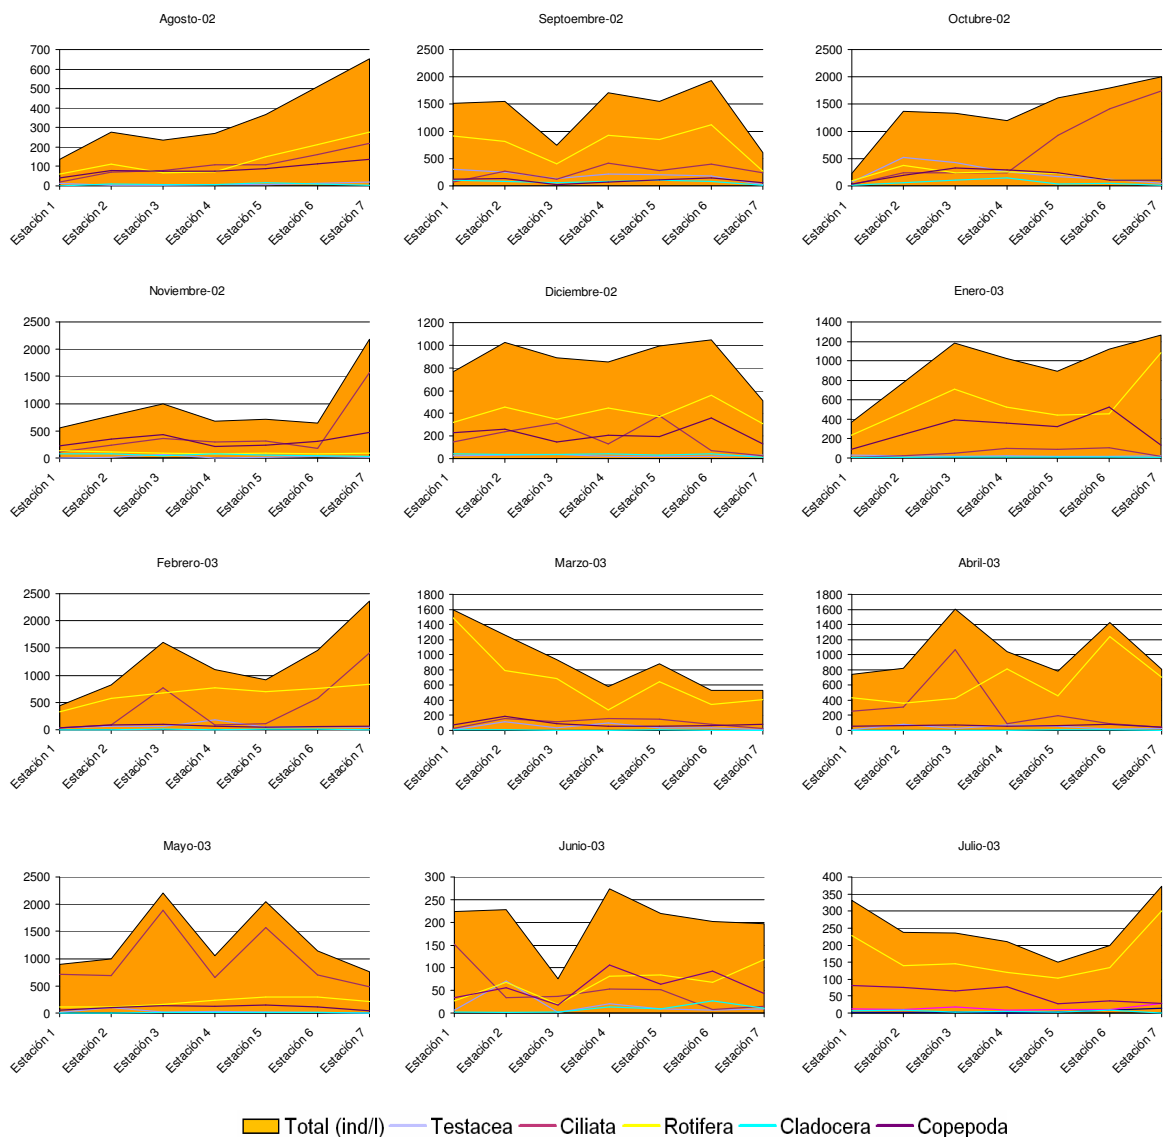 Agosto-02
700
600
500
400
300
200
100
0
Estación 1
Estación 2
Estación 3
Estación 4
Estación 5
Estación 6
Estación 7
Septoembre-02
2500
2000
1500
1000
500
0
Estación 1
Estación 2
Estación 3
Estación 4
Estación 5
Estación 6
Estación 7
Octubre-02
2500
2000
1500
1000
500
0
Estación 1
Estación 2
Estación 3
Estación 4
Estación 5
Estación 6
Estación 7
Noviembre-02
2500
2000
1500
1000
500
0
Estación 1
Estación 2
Estación 3
Estación 4
Estación 5
Estación 6
Estación 7
Diciembre-02
1200
1000
800
600
400
200
0
Estación 1
Estación 2
Estación 3
Estación 4
Estación 5
Estación 6
Estación 7
Enero-03
1400
1200
1000
800
600
400
200
0
Estación 1
Estación 2
Estación 3
Estación 4
Estación 5
Estación 6
Estación 7
Febrero-03
2500
2000
1500
1000
500
0
Estación 1
Estación 2
Estación 3
Estación 4
Estación 5
Estación 6
Estación 7
Marzo-03
1800
1600
1400
1200
1000
800
600
400
200
0
Estación 1
Estación 2
Estación 3
Estación 4
Estación 5
Estación 6
Estación 7
Abril-03
1800
1600
1400
1200
1000
800
600
400
200
0
Estación 1
Estación 2
Estación 3
Estación 4
Estación 5
Estación 6
Estación 7
Mayo-03
2500
2000
1500
1000
500
0
Estación 1
Estación 2
Estación 3
Estación 4
Estación 5
Estación 6
Estación 7
Junio-03
300
250
200
150
100
50
0
Estación 1
Estación 2
Estación 3
Estación 4
Estación 5
Estación 6
Estación 7
Julio-03
400
350
300
250
200
150
100
50
0
Estación 1
Estación 2
Estación 3
Estación 4
Estación 5
Estación 6
Estación 7
Total (ind/l) Testacea Ciliata Rotifera Cladocera Copepoda